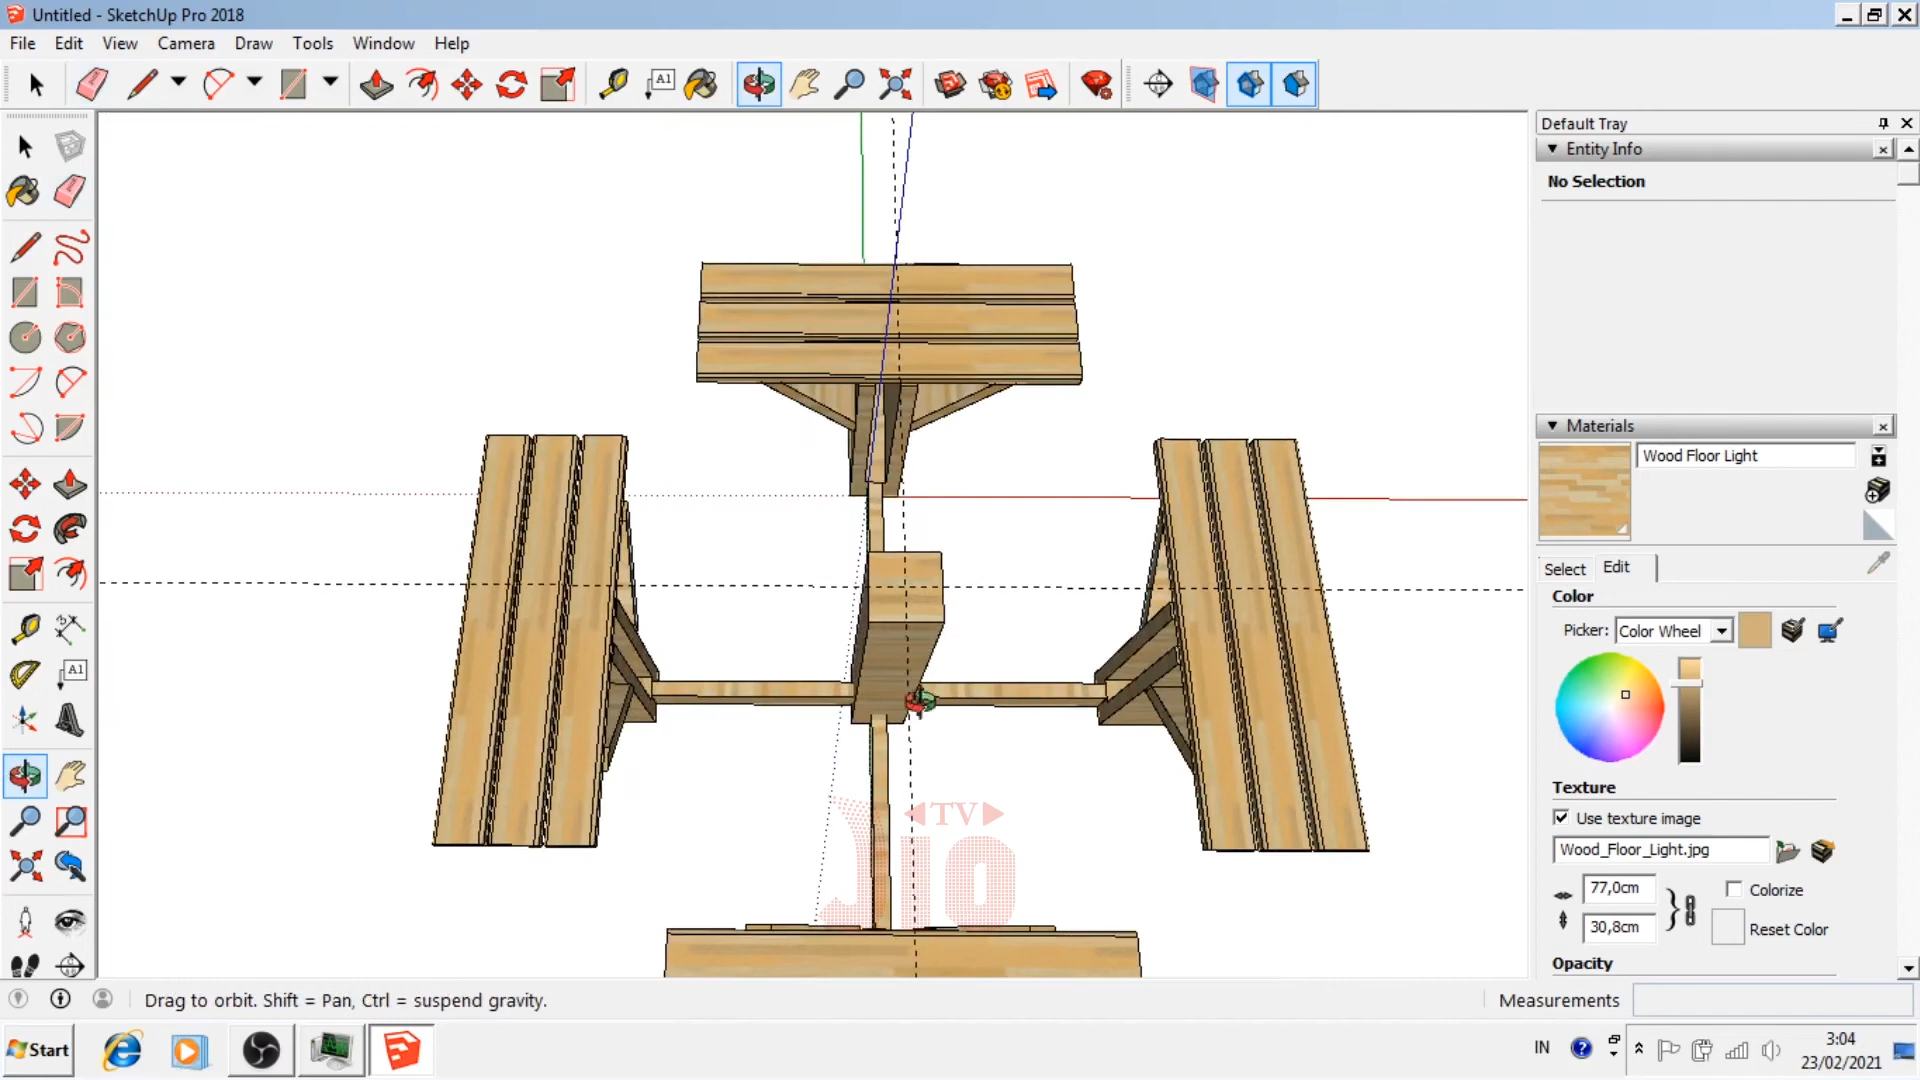 Untitled - SketchUp Pro 2018
File Edit View Camera Draw Tools Window Help
A1
Default Tray
Entity Info
No Selection
A1
Materials
Wood Floor Light
Select Edit
Color
Picker: Color Wheel
Texture
Use texture image
Wood_Floor_Light.jpg
77,0cm
Colorize
30,8cm
Reset Color
Opacity
TV
JIO
Drag to orbit. Shift = Pan, Ctrl = suspend gravity.
Measurements
Start
IN
3:04
23/02/2021